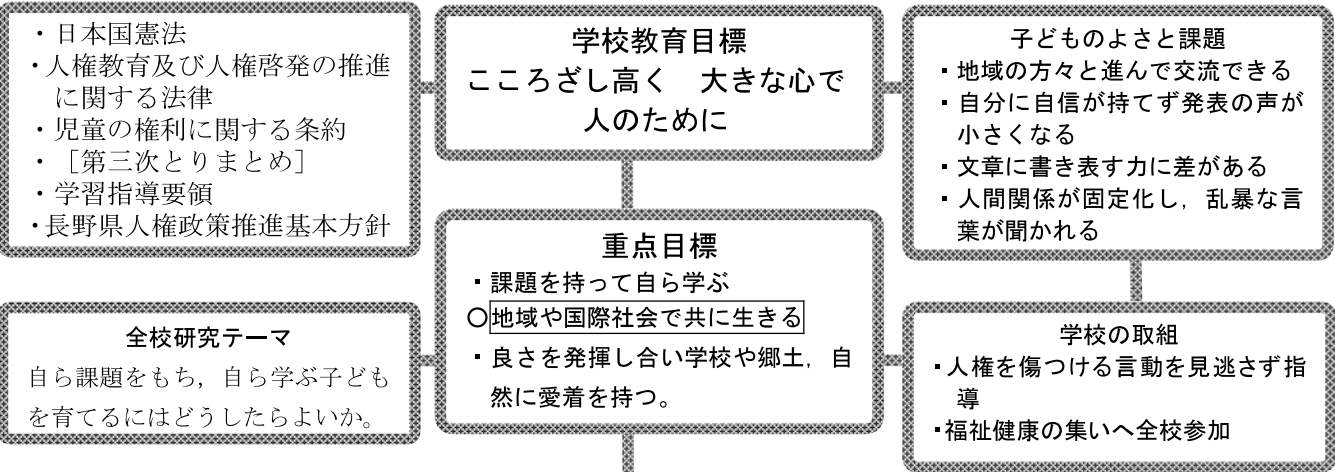 ・日本国憲法
・人権教育及び人権啓発の推進
に関する法律
・児童の権利に関する条約
・［第三次とりまとめ］
・学習指導要領
・長野県人権政策推進基本方針
学校教育目標
こころざし高く　大きな心で
人のために
子どものよさと課題
・地域の方々と進んで交流できる
・自分に自信が持てず発表の声が
小さくなる
・文章に書き表す力に差がある
・人間関係が固定化し，乱暴な言
葉が聞かれる
重点目標
・課題を持って自ら学ぶ
○地域や国際社会で共に生きる
・良さを発揮し合い学校や郷土，自
然に愛着を持つ。
全校研究テーマ
自ら課題をもち，自ら学ぶ子ども
を育てるにはどうしたらよいか。
学校の取組
・人権を傷つける言動を見逃さず指
導
・福祉健康の集いへ全校参加